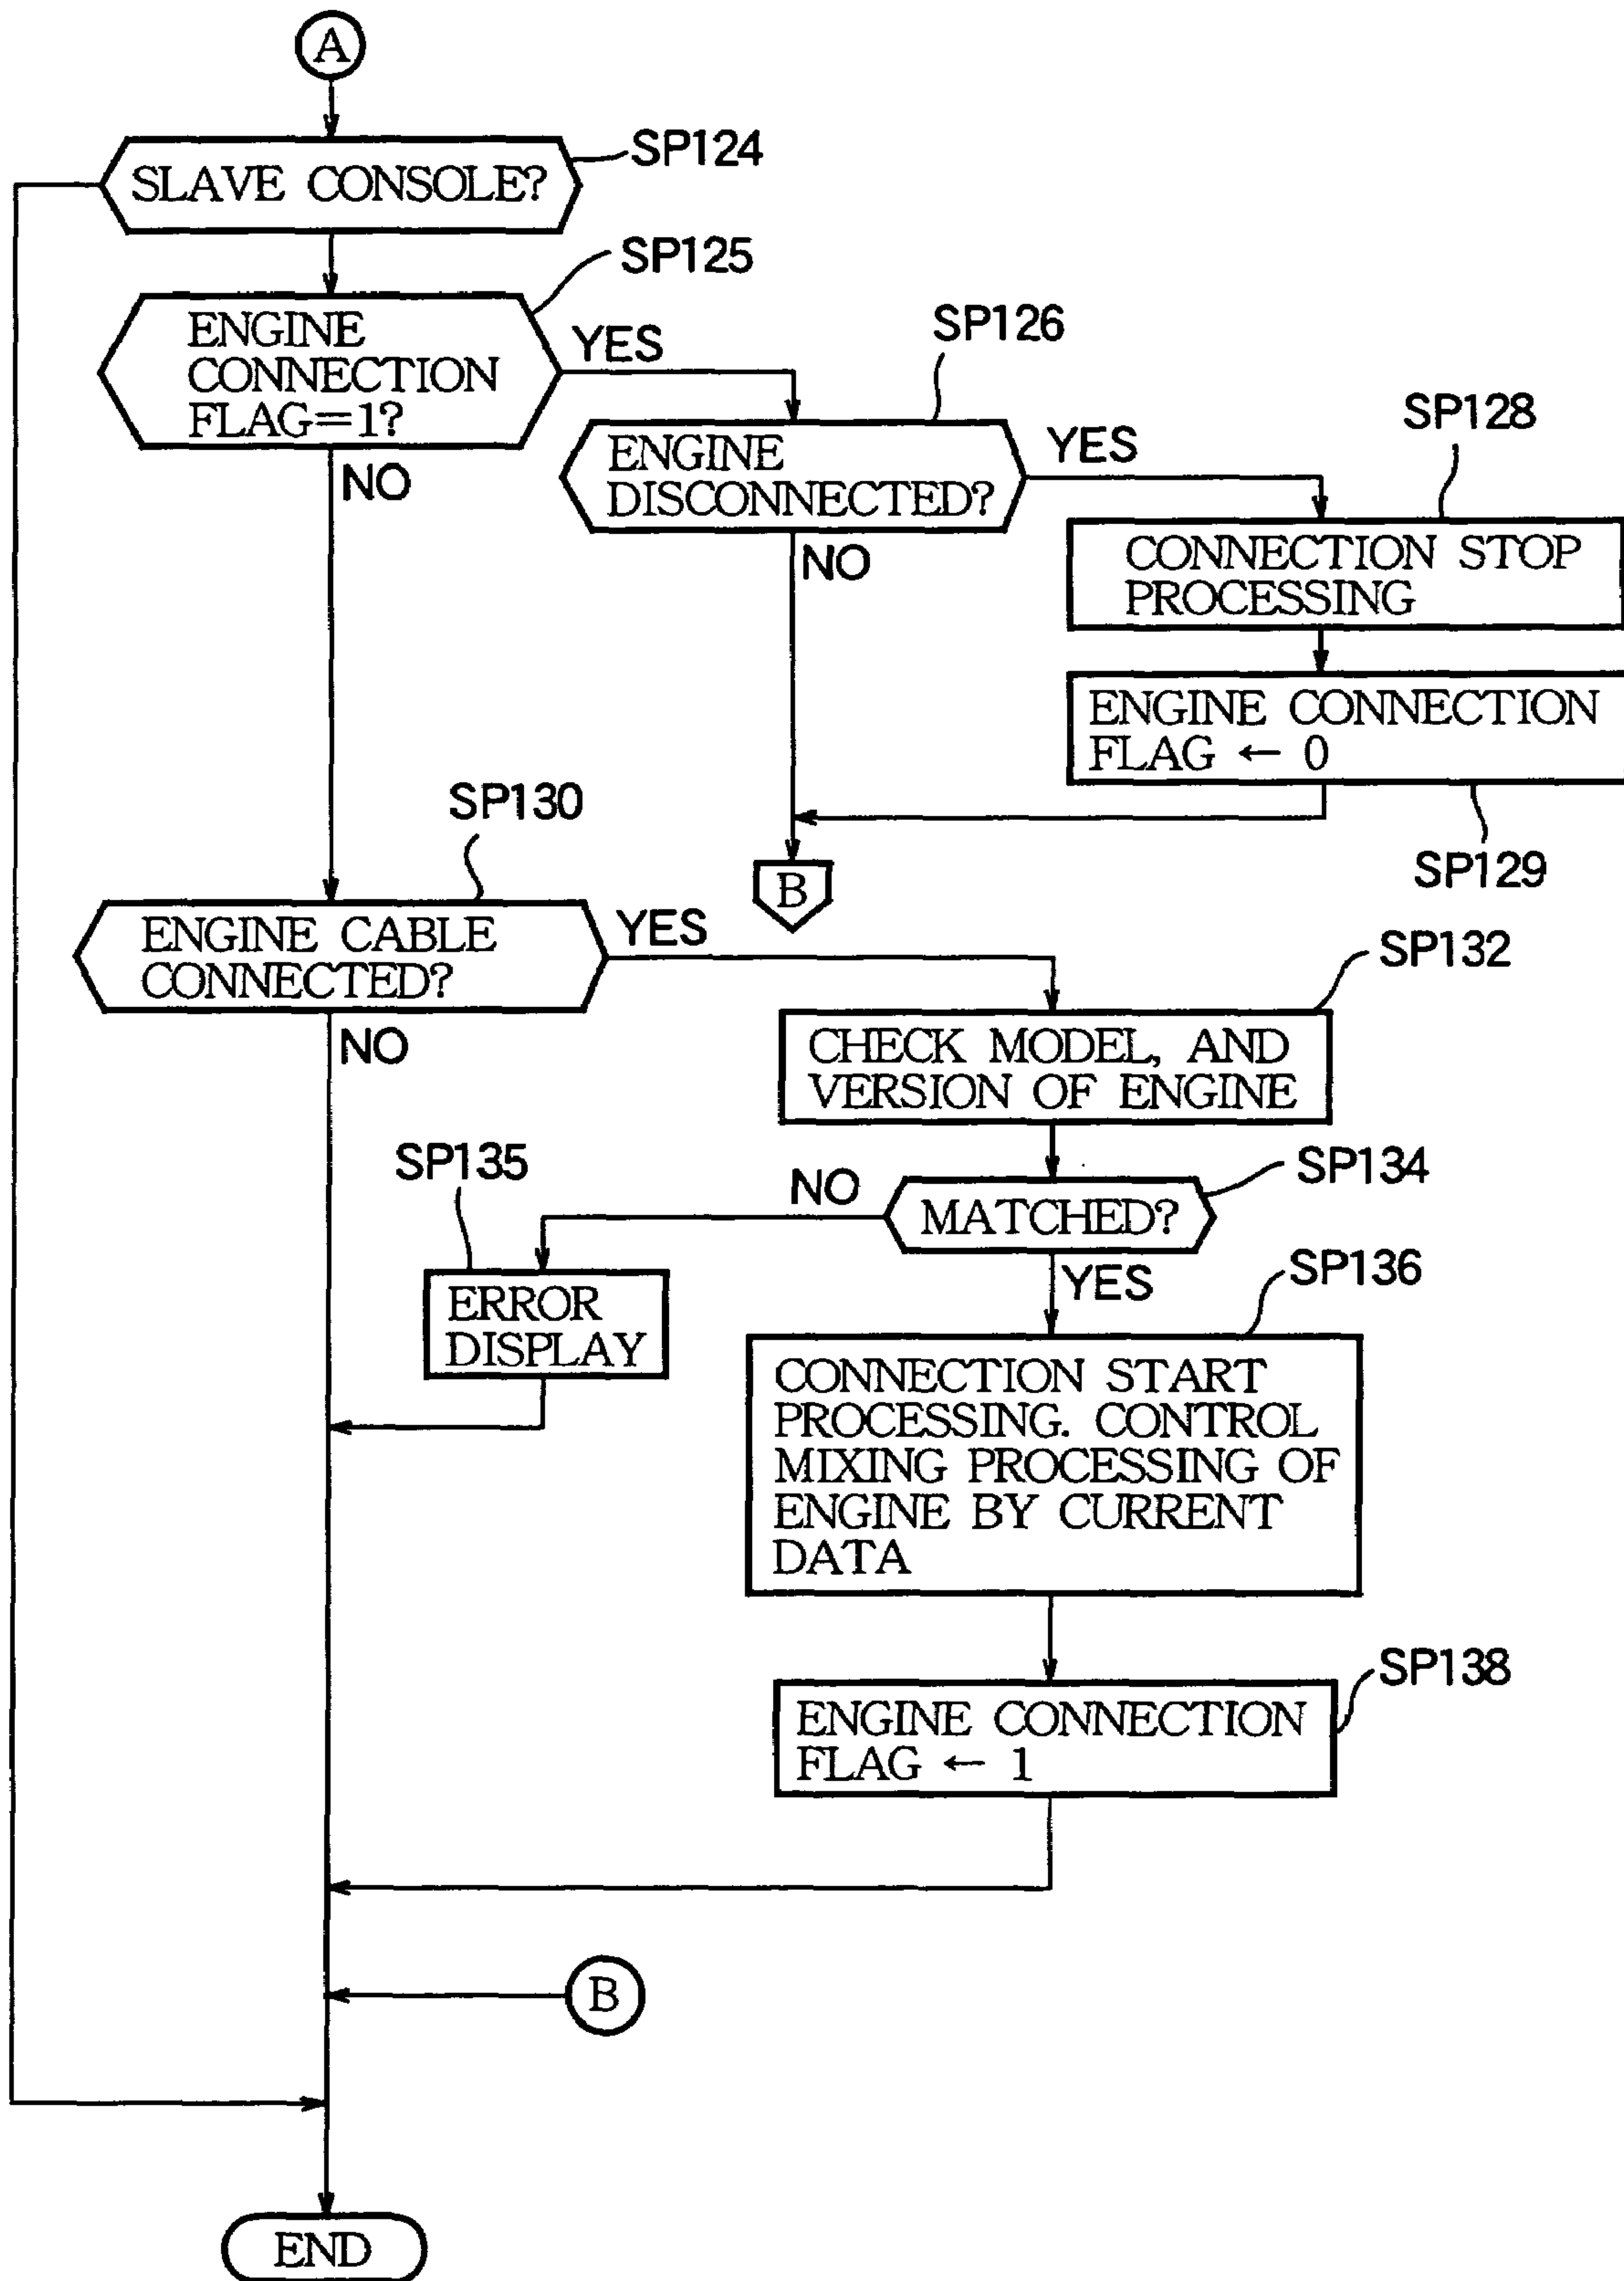 A
SLAVE CONSOLE?
SP124
ENGINE
CONNECTION
FLAG=1?
SP125
YES
NO
ENGINE
DISCONNECTED?
SP126
YES
NO
SP128
CONNECTION STOP
PROCESSING
ENGINE CONNECTION
FLAG ← 0
SP129
B
SP130
ENGINE CABLE
CONNECTED?
YES
NO
SP132
CHECK MODEL, AND
VERSION OF ENGINE
SP134
MATCHED?
NO
YES
SP135
ERROR
DISPLAY
SP136
CONNECTION START
PROCESSING. CONTROL
MIXING PROCESSING OF
ENGINE BY CURRENT
DATA
SP138
ENGINE CONNECTION
FLAG ← 1
B
END